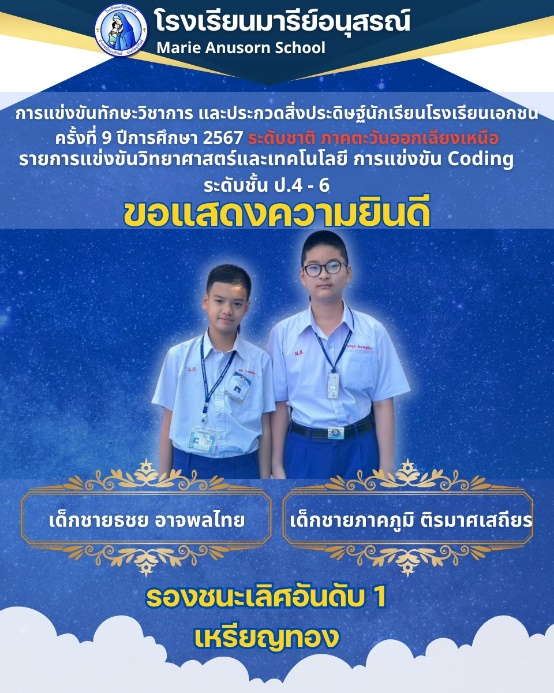 โรงเรียนมารีย์อนุสรณ์
Marie Anusorn School
การแข่งขันทักษะวิชาการ และประกวดสิ่งประดิษฐ์นักเรียนโรงเรียนเอกชน
ครั้งที่ 9 ปีการศึกษา 2567 ระดับชาติ ภาคตะวันออกเฉียงเหนือ
รายการแข่งขันวิทยาศาสตร์และเทคโนโลยี การแข่งขัน Coding
ระดับชั้น ป.4 - 6
ขอแสดงความยินดี
เด็กชายธชย อาจพลไทย
เด็กชายภาคภูมิ ติรมาศเสถียร
รองชนะเลิศอันดับ 1
เหรียญทอง